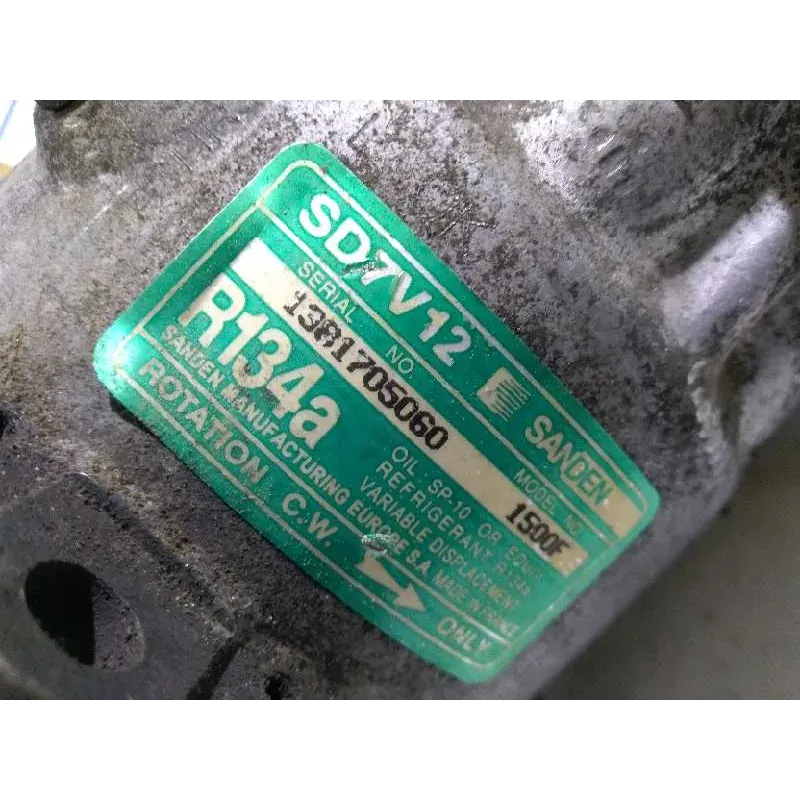 SD7V12 SANDEN
SERIAL NO. MODEL NO.
1381705060 1500F
R134a
OIL : SP-10 OR EQUIV.
REFRIGERANT R134a
VARIABLE DISPLACEMENT
SANDEN MANUFACTURING EUROPE S.A. MADE IN FRANCE
ROTATION C.W. ONLY